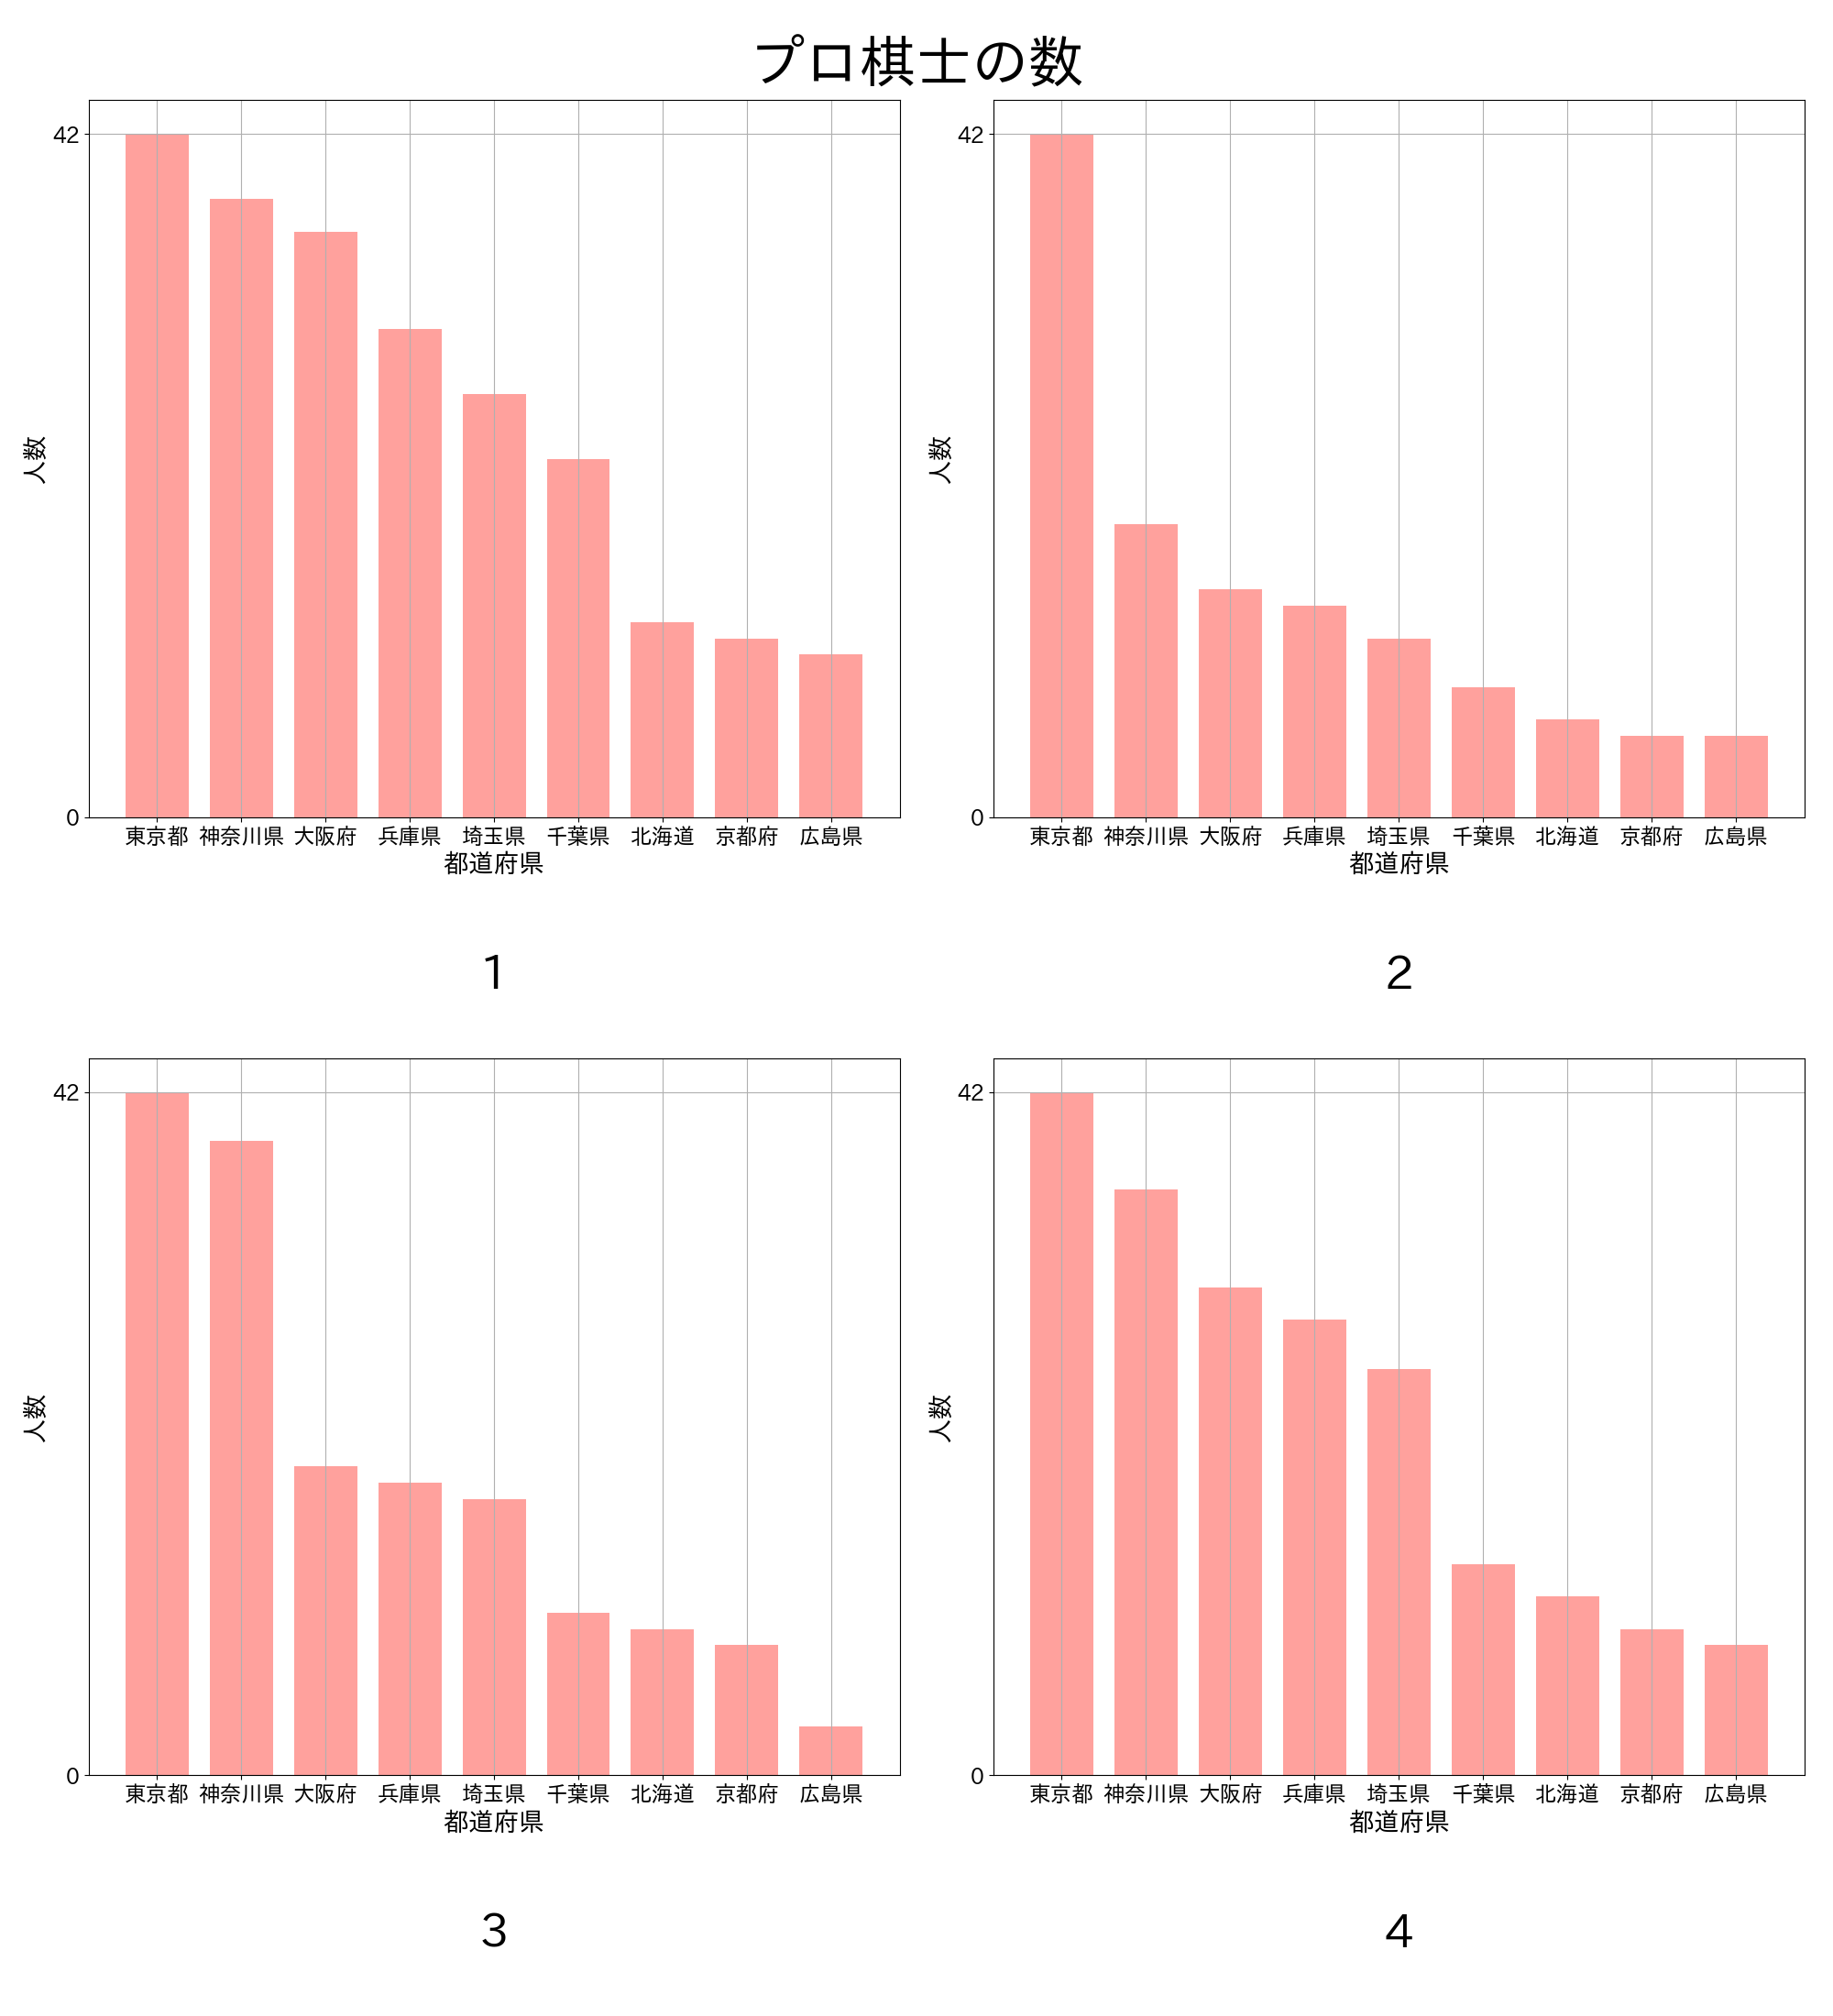 プロ棋士の数
42
0
人数
東京都 神奈川県 大阪府 兵庫県 埼玉県 千葉県 北海道 京都府 広島県
都道府県
1
42
0
人数
東京都 神奈川県 大阪府 兵庫県 埼玉県 千葉県 北海道 京都府 広島県
都道府県
2
42
0
人数
東京都 神奈川県 大阪府 兵庫県 埼玉県 千葉県 北海道 京都府 広島県
都道府県
3
42
0
人数
東京都 神奈川県 大阪府 兵庫県 埼玉県 千葉県 北海道 京都府 広島県
都道府県
4